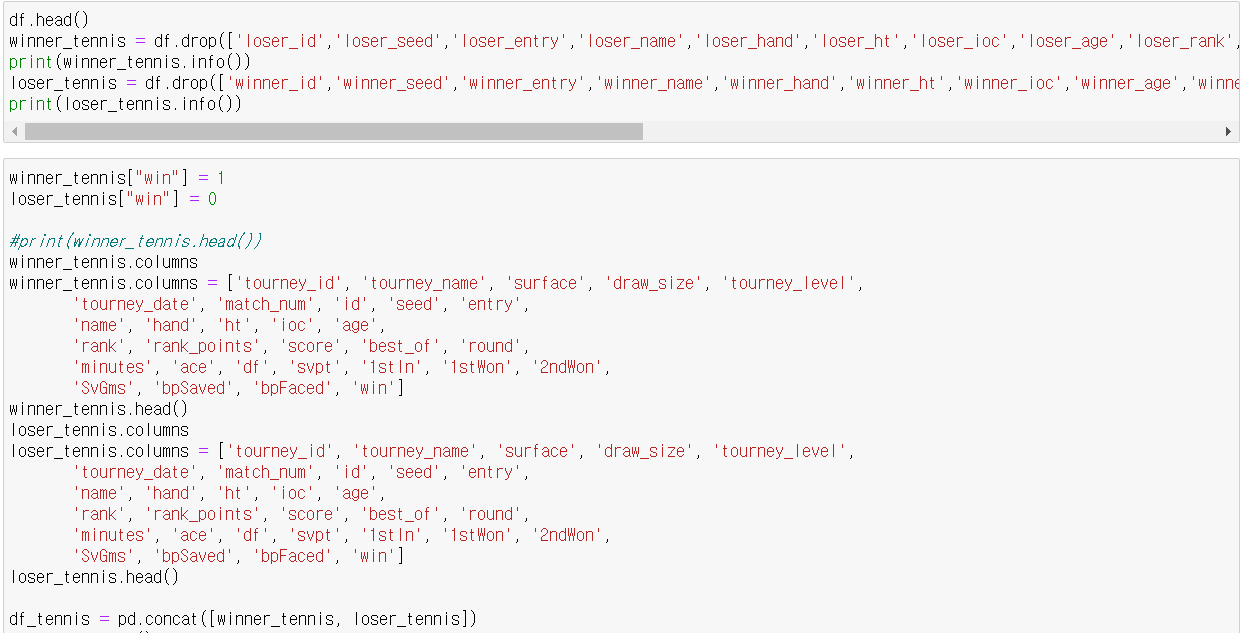 df.head()
winner_tennis = df.drop(['loser_id','loser_seed','loser_entry','loser_name','loser_hand','loser_ht','loser_ioc','loser_age','loser_rank',
print(winner_tennis.info())
loser_tennis = df.drop(['winner_id','winner_seed','winner_entry','winner_name','winner_hand','winner_ht','winner_ioc','winner_age','winne
print(loser_tennis.info())
winner_tennis["win"] = 1
loser_tennis["win"] = 0
#print(winner_tennis.head())
winner_tennis.columns
winner_tennis.columns = ['tourney_id', 'tourney_name', 'surface', 'draw_size', 'tourney_level',
'tourney_date', 'match_num', 'id', 'seed', 'entry',
'name', 'hand', 'ht', 'ioc', 'age',
'rank', 'rank_points', 'score', 'best_of', 'round',
'minutes', 'ace', 'df', 'svpt', '1stIn', '1stWon', '2ndWon',
'SvGms', 'bpSaved', 'bpFaced', 'win']
winner_tennis.head()
loser_tennis.columns
loser_tennis.columns = ['tourney_id', 'tourney_name', 'surface', 'draw_size', 'tourney_level',
'tourney_date', 'match_num', 'id', 'seed', 'entry',
'name', 'hand', 'ht', 'ioc', 'age',
'rank', 'rank_points', 'score', 'best_of', 'round',
'minutes', 'ace', 'df', 'svpt', '1stIn', '1stWon', '2ndWon',
'SvGms', 'bpSaved', 'bpFaced', 'win']
loser_tennis.head()
df_tennis = pd.concat([winner_tennis, loser_tennis])